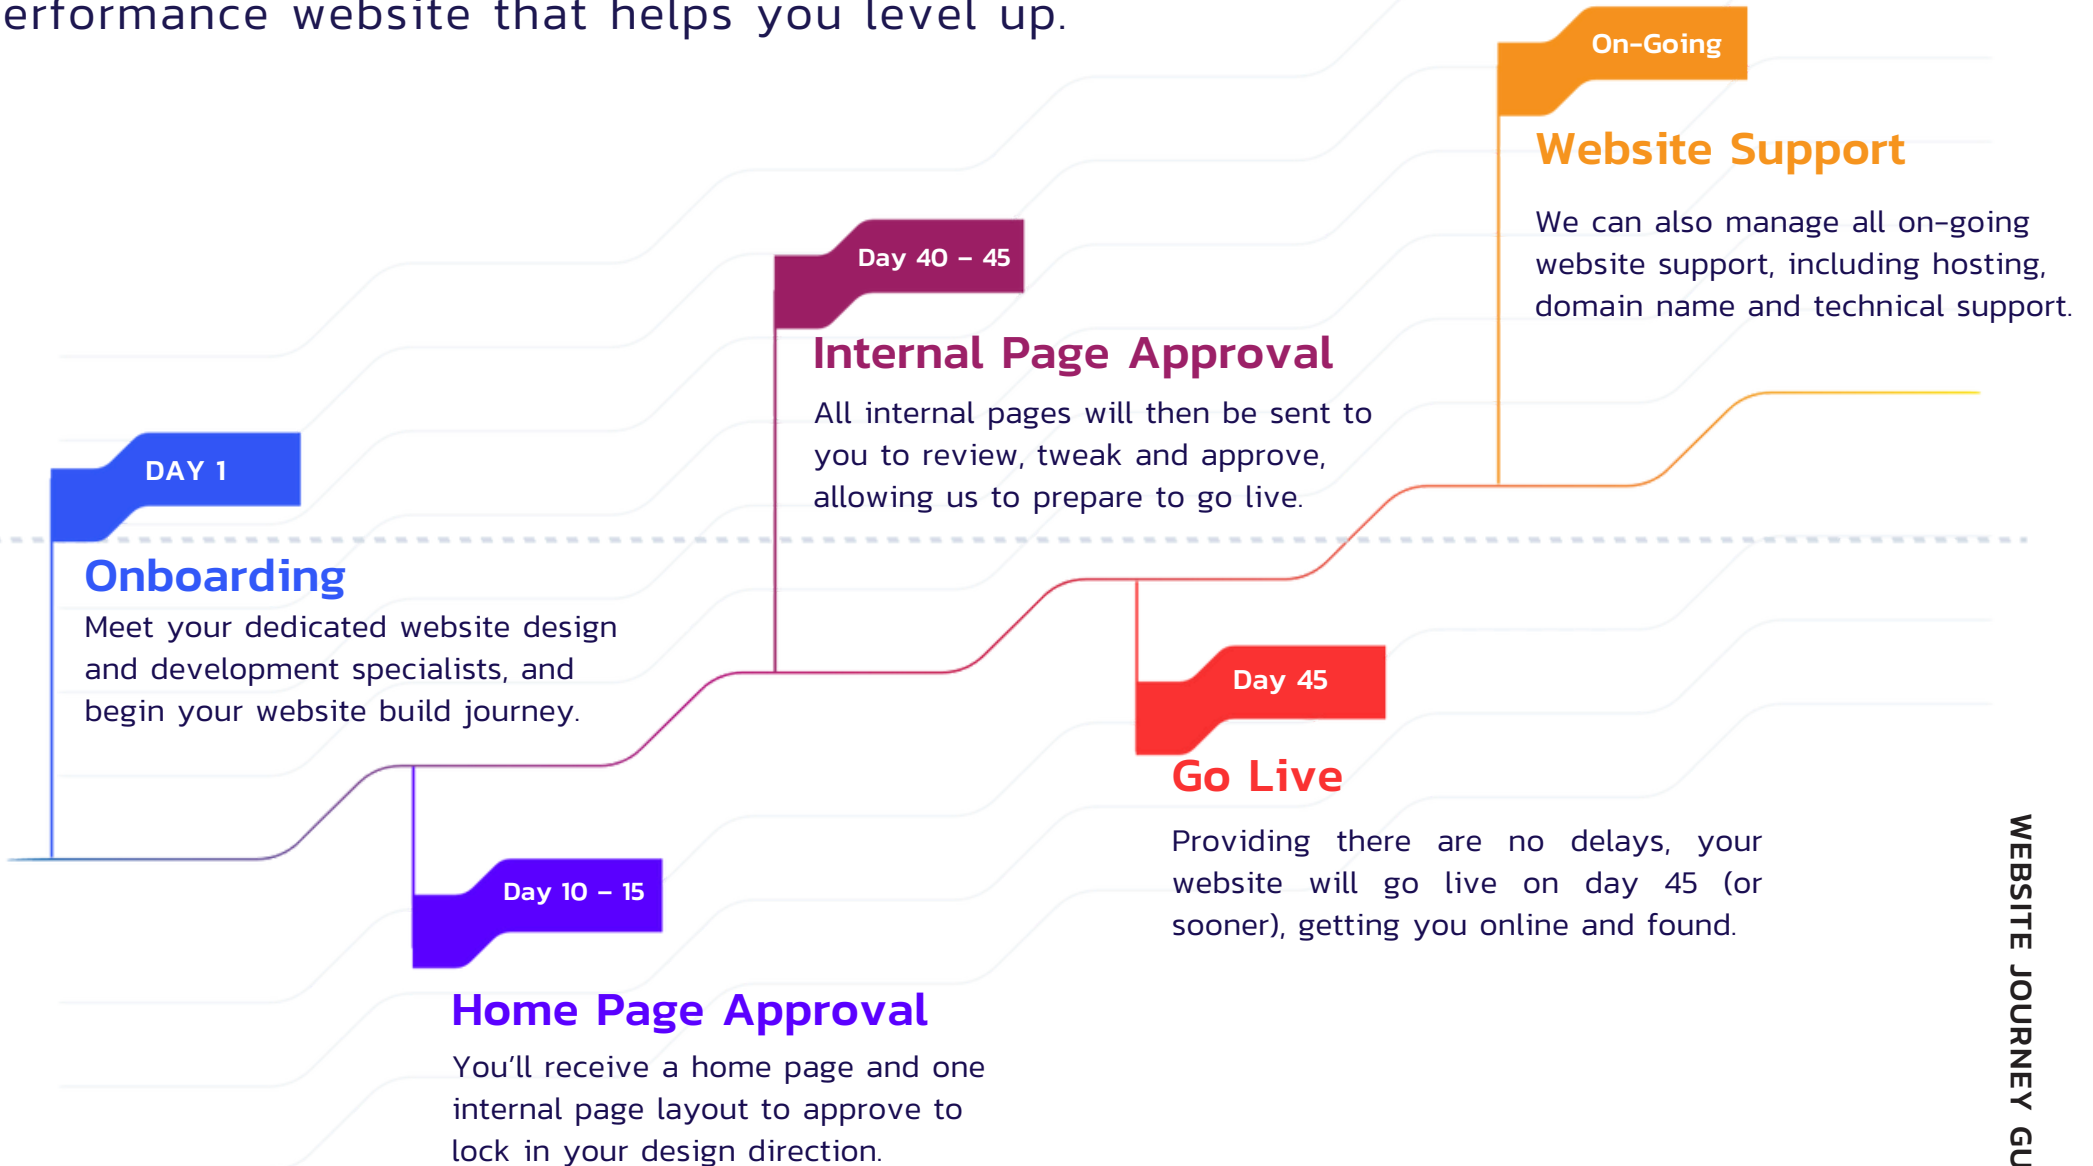 erformance website that helps you level up.
On-Going
Website Support
We can also manage all on-going
website support, including hosting,
domain name and technical support.
Day 40 – 45
Internal Page Approval
All internal pages will then be sent to
you to review, tweak and approve,
allowing us to prepare to go live.
DAY 1
Onboarding
Meet your dedicated website design
and development specialists, and
begin your website build journey.
Day 45
Go Live
Providing there are no delays, your
website will go live on day 45 (or
sooner), getting you online and found.
Day 10 – 15
Home Page Approval
You’ll receive a home page and one
internal page layout to approve to
lock in your design direction.
WEBSITE JOURNEY GU